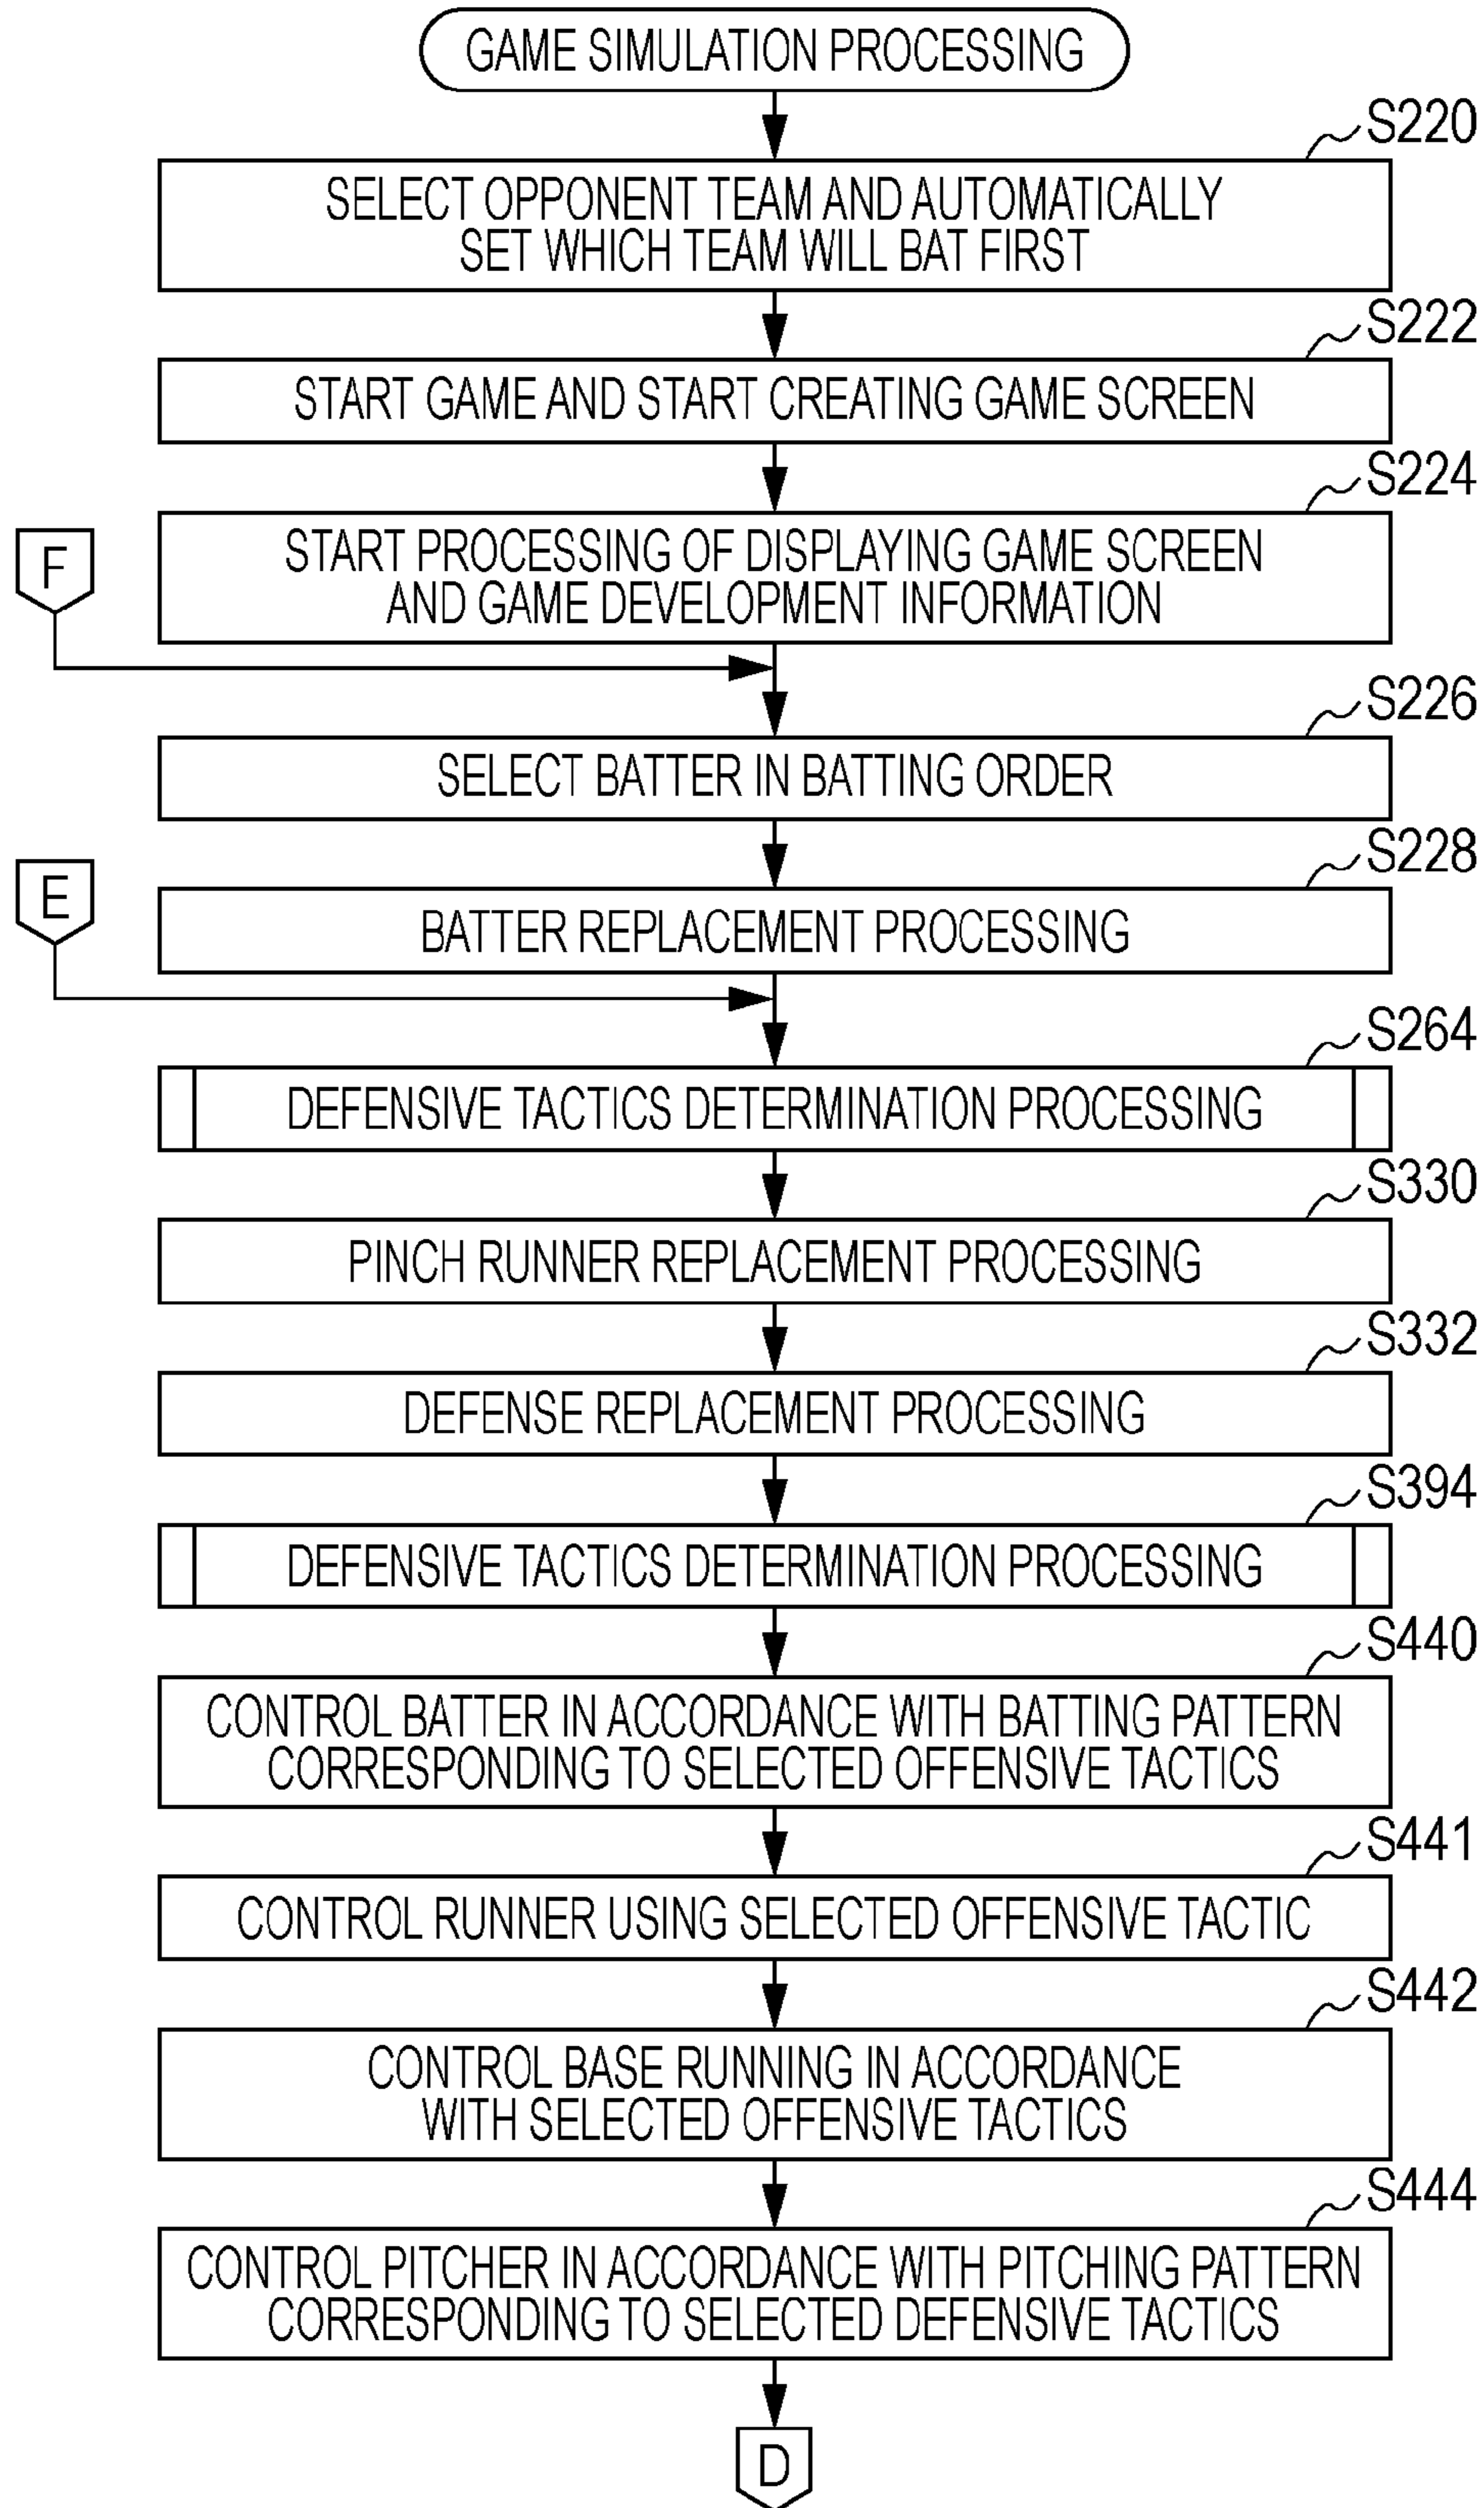 GAME SIMULATION PROCESSING
S220
SELECT OPPONENT TEAM AND AUTOMATICALLY
SET WHICH TEAM WILL BAT FIRST
S222
START GAME AND START CREATING GAME SCREEN
S224
START PROCESSING OF DISPLAYING GAME SCREEN
AND GAME DEVELOPMENT INFORMATION
F
S226
SELECT BATTER IN BATTING ORDER
S228
BATTER REPLACEMENT PROCESSING
E
S264
DEFENSIVE TACTICS DETERMINATION PROCESSING
S330
PINCH RUNNER REPLACEMENT PROCESSING
S332
DEFENSE REPLACEMENT PROCESSING
S394
DEFENSIVE TACTICS DETERMINATION PROCESSING
S440
CONTROL BATTER IN ACCORDANCE WITH BATTING PATTERN
CORRESPONDING TO SELECTED OFFENSIVE TACTICS
S441
CONTROL RUNNER USING SELECTED OFFENSIVE TACTIC
S442
CONTROL BASE RUNNING IN ACCORDANCE
WITH SELECTED OFFENSIVE TACTICS
S444
CONTROL PITCHER IN ACCORDANCE WITH PITCHING PATTERN
CORRESPONDING TO SELECTED DEFENSIVE TACTICS
D